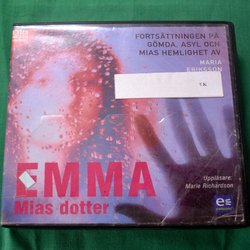 FORTSÄTTNINGEN PÅ
GÖMDA, ASYL OCH
MIAS HEMLIGHET AV
MARIA
ERIKSSON
EMMA
Mias dotter
Uppläsare:
Marie Richardson